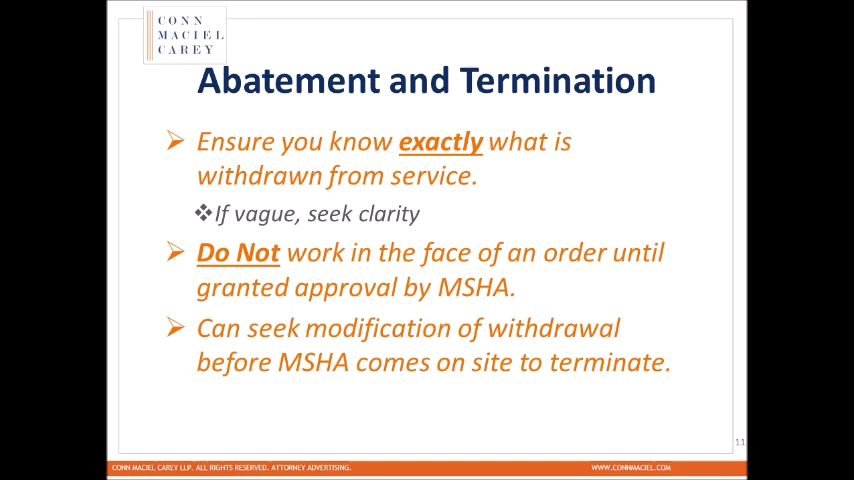 CONN
MACIEL
CAREY
Abatement and Termination
Ensure you know exactly what is
withdrawn from service.
If vague, seek clarity
Do Not work in the face of an order until
granted approval by MSHA.
Can seek modification of withdrawal
before MSHA comes on site to terminate.
11
CONN MACIEL CAREY LLP. ALL RIGHTS RESERVED. ATTORNEY ADVERTISING.
WWW.CONNMACIEL.COM